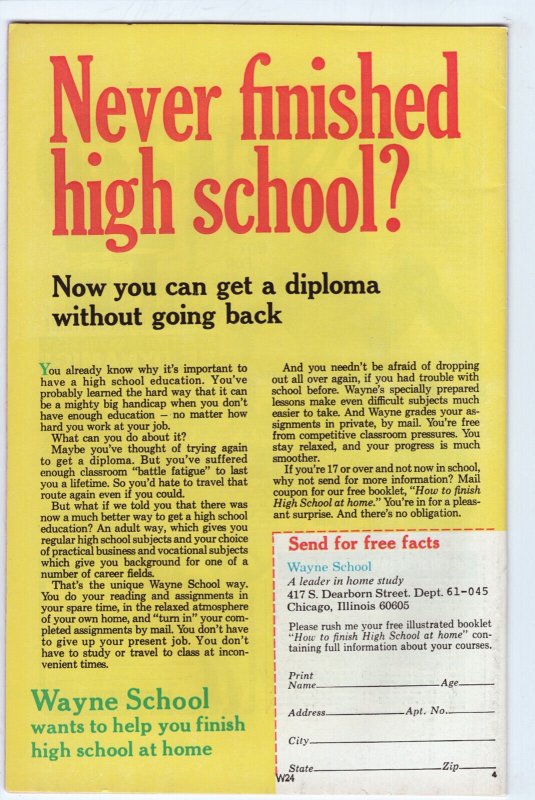 Never finished
high school?
Now you can get a diploma
without going back
You already know why it's important to
have a high school education. You've
probably learned the hard way that it can
be a mighty big handicap when you don't
have enough education – no matter how
hard you work at your job.
What can you do about it?
Maybe you've thought of trying again
to get a diploma. But you've suffered
enough classroom "battle fatigue" to last
you a lifetime. So you'd hate to travel that
route again even if you could.
But what if we told you that there was
now a much better way to get a high school
education? An adult way, which gives you
regular high school subjects and your choice
of practical business and vocational subjects
which give you background for one of a
number of career fields.
That's the unique Wayne School way.
You do your reading and assignments in
your spare time, in the relaxed atmosphere
of your own home, and "turn in" your com-
pleted assignments by mail. You don't have
to give up your present job. You don't
have to study or travel to class at incon-
venient times.
Wayne School
wants to help you finish
high school at home
And you needn't be afraid of dropping
out all over again, if you had trouble with
school before. Wayne's specially prepared
lessons make even difficult subjects much
easier to take. And Wayne grades your as-
signments in private, by mail. You're free
from competitive classroom pressures. You
stay relaxed, and your progress is much
smoother.
If you're 17 or over and not now in school,
why not send for more information? Mail
coupon for our free booklet, "How to finish
High School at home." You're in for a pleas-
ant surprise. And there's no obligation.
Send for free facts
Wayne School
A leader in home study
417 S. Dearborn Street. Dept. 61-045
Chicago, Illinois 60605
Please rush me your free illustrated booklet
"How to finish High School at home" con-
taining full information about your courses.
Print
Name Age
Address Apt. No.
City
State Zip
W24 4